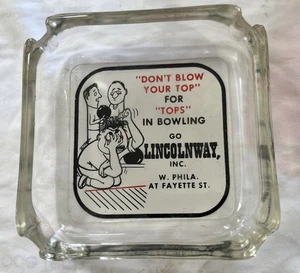 "DON'T BLOW
YOUR TOP"
FOR
"TOPS"
IN BOWLING
GO
LINCOLNWAY,
INC.
W. PHILA.
AT FAYETTE ST.